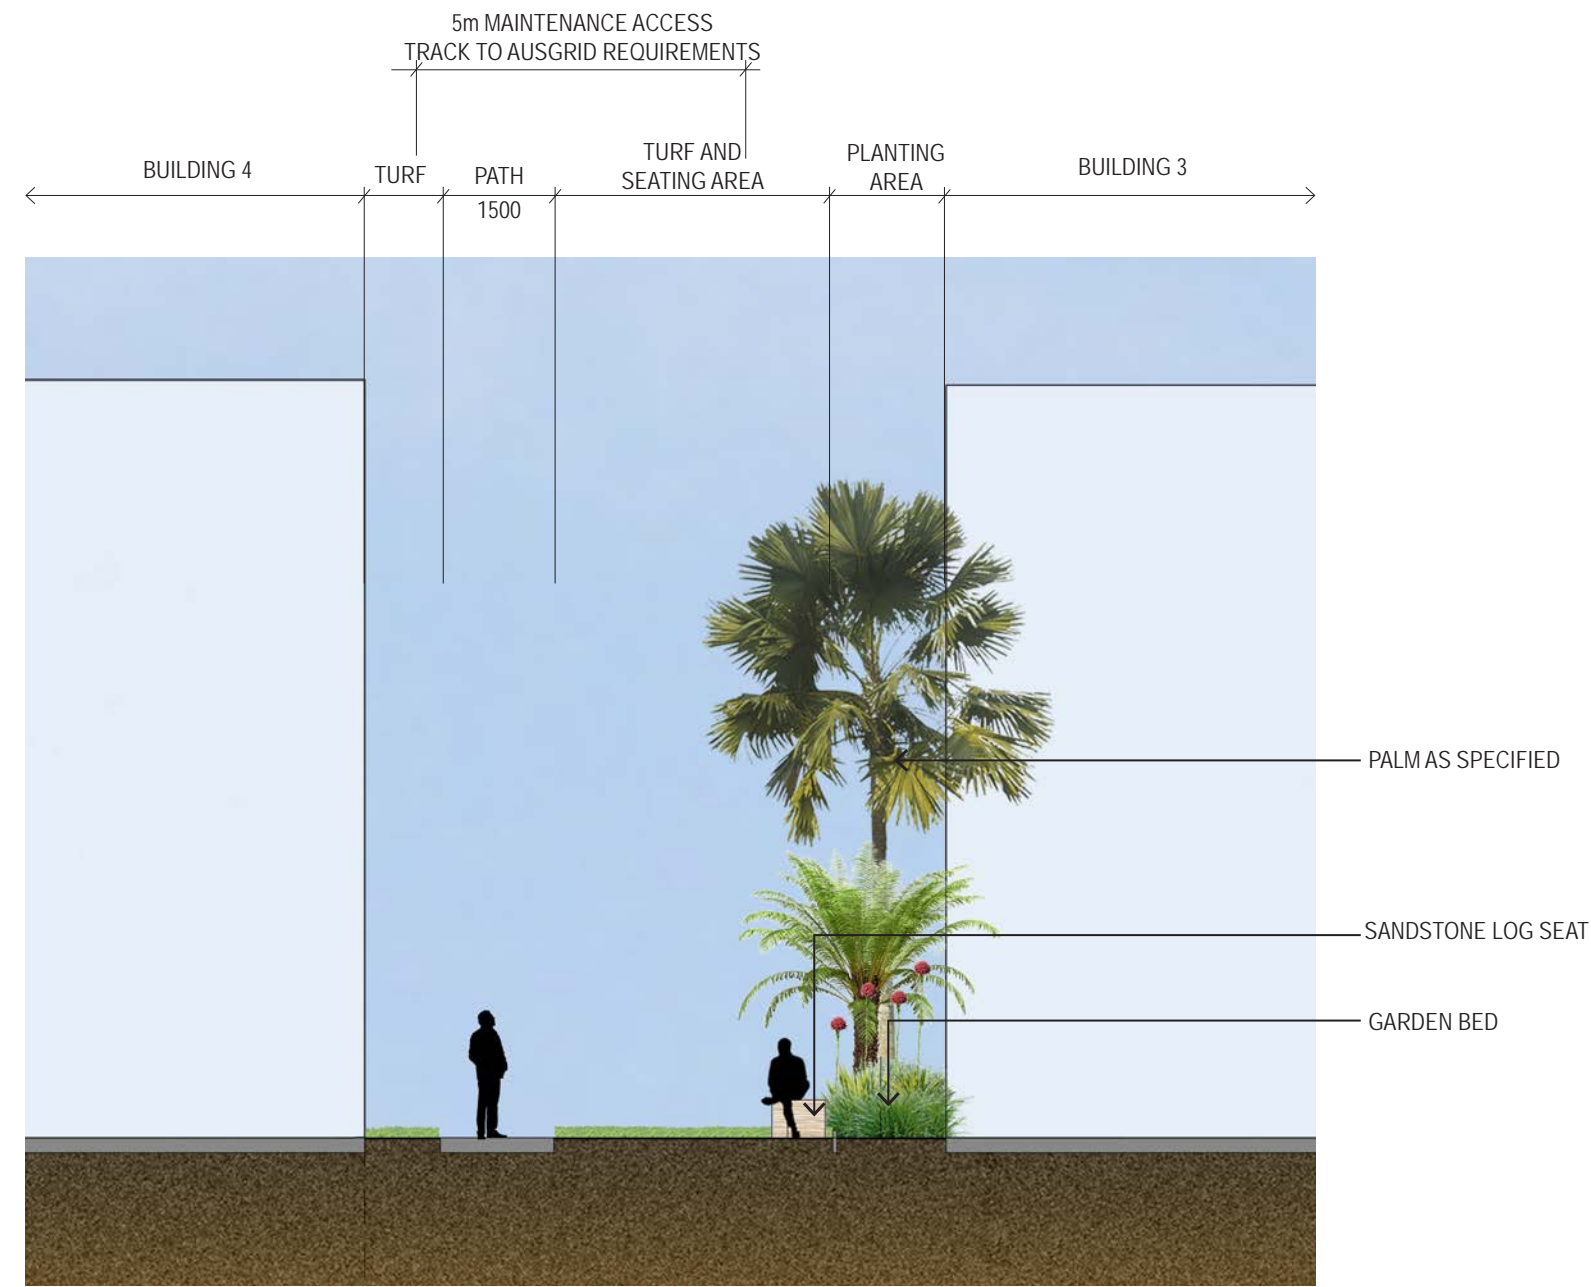 5m MAINTENANCE ACCESS
TRACK TO AUSGRID REQUIREMENTS
BUILDING 4
TURF
PATH
1500
TURF AND
SEATING AREA
PLANTING
AREA
BUILDING 3
PALM AS SPECIFIED
SANDSTONE LOG SEAT
GARDEN BED